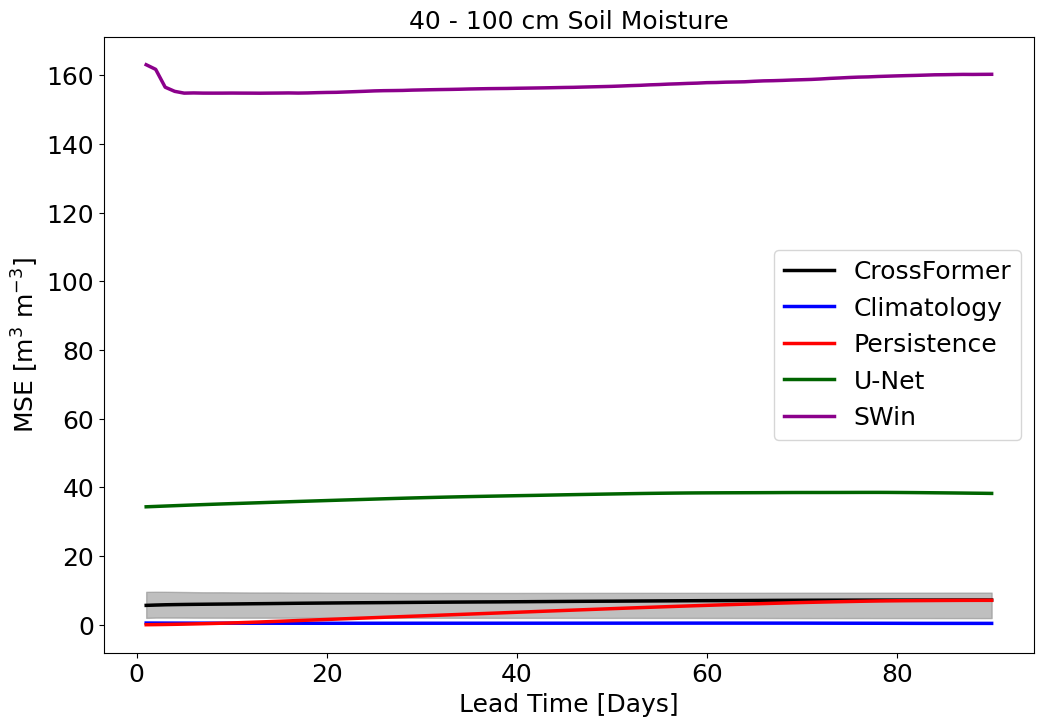 40 - 100 cm Soil Moisture
MSE [m³ m⁻³]
160
140
120
100
80
60
40
20
0
CrossFormer
Climatology
Persistence
U-Net
SWin
0 20 40 60 80
Lead Time [Days]